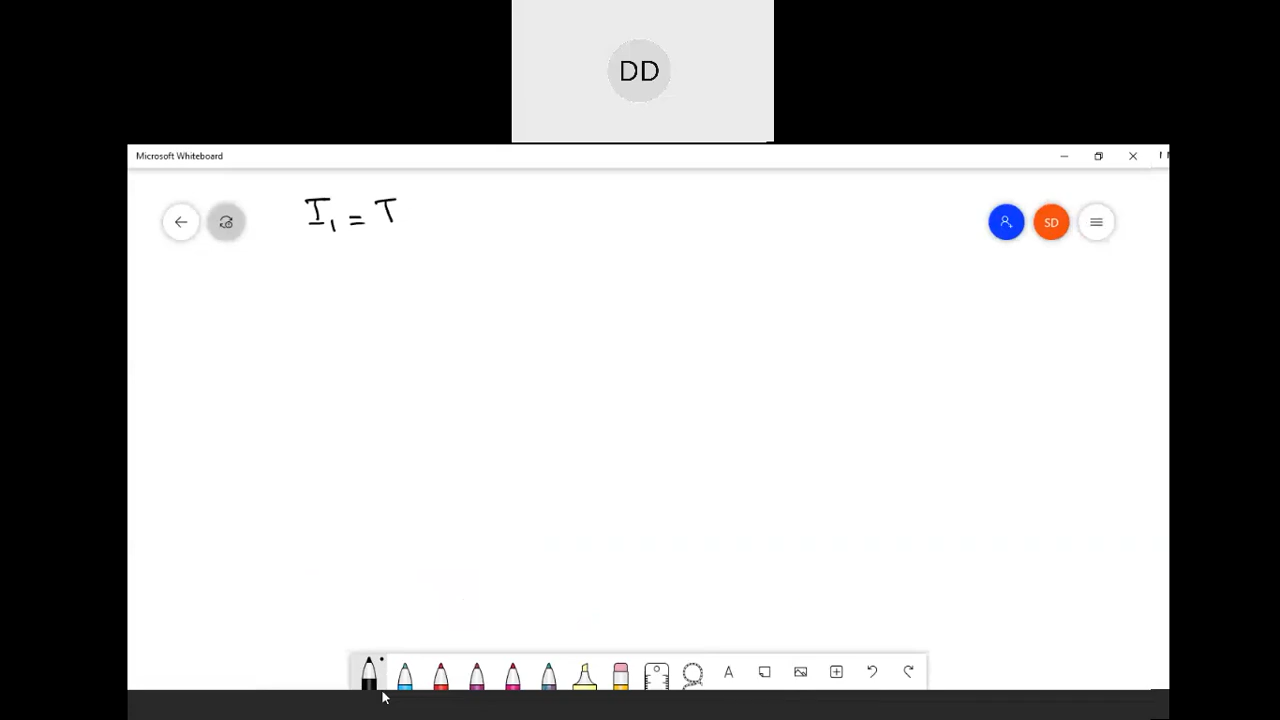 DD
Microsoft Whiteboard
I₁ = T
SD
A